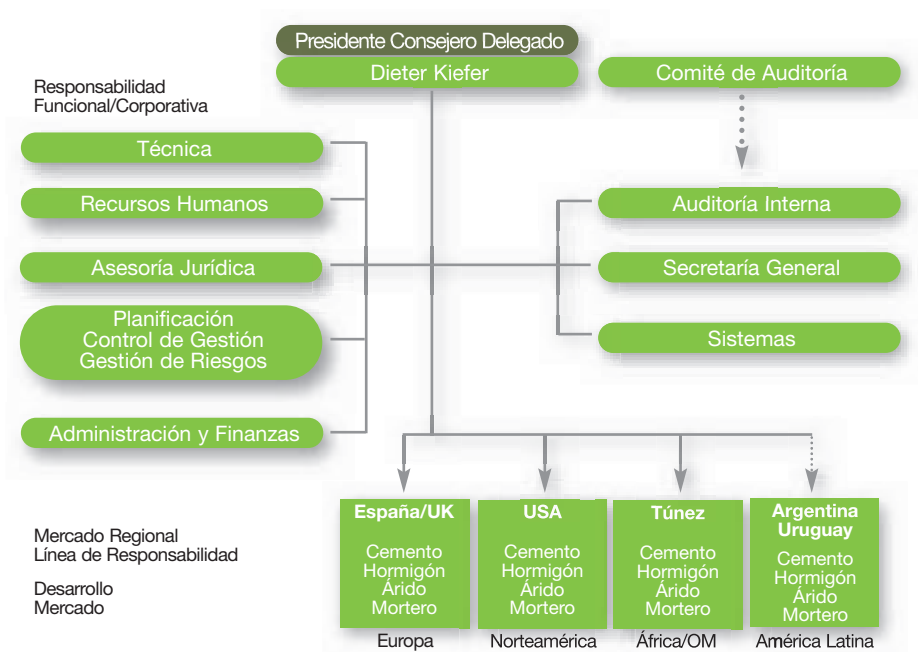 Presidente Consejero Delegado
Dieter Kiefer
Comité de Auditoría
Responsabilidad
Funcional/Corporativa
Técnica
Recursos Humanos
Asesoría Jurídica
Planificación
Control de Gestión
Gestión de Riesgos
Administración y Finanzas
Auditoría Interna
Secretaría General
Sistemas
Mercado Regional
Línea de Responsabilidad
Desarrollo
Mercado
España/UK
Cemento
Hormigón
Árido
Mortero
Europa
USA
Cemento
Hormigón
Árido
Mortero
Norteamérica
Túnez
Cemento
Hormigón
Árido
Mortero
África/OM
Argentina
Uruguay
Cemento
Hormigón
Árido
Mortero
América Latina